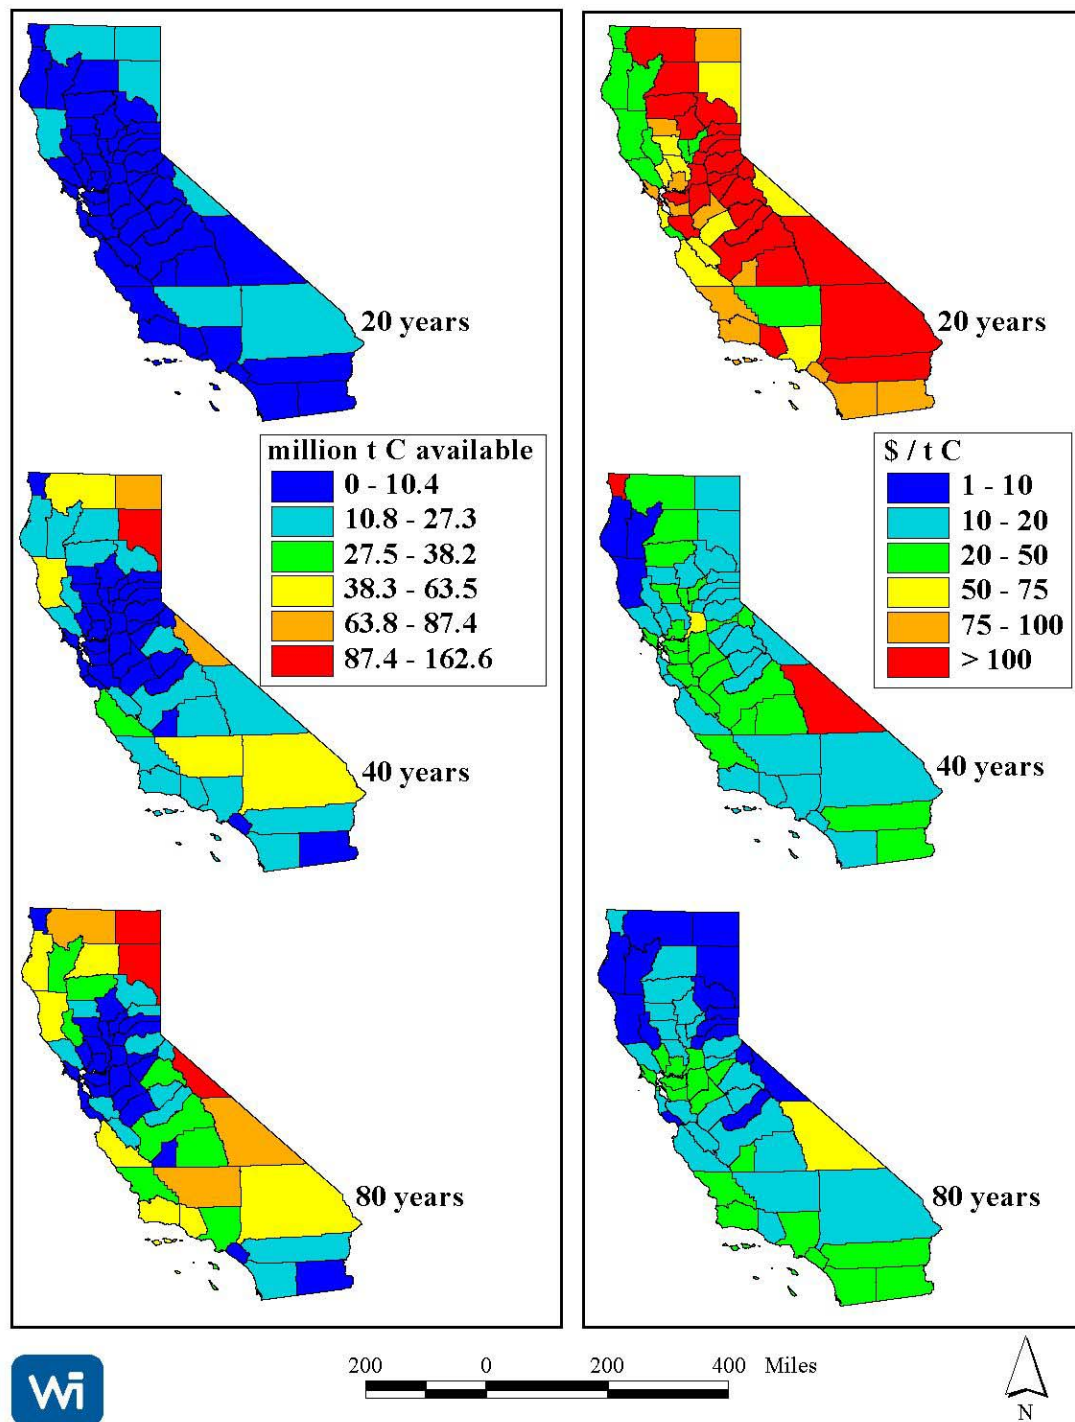 20 years
million t C available
0 - 10.4
10.8 - 27.3
27.5 - 38.2
38.3 - 63.5
63.8 - 87.4
87.4 - 162.6
40 years
80 years
20 years
$ / t C
1 - 10
10 - 20
20 - 50
50 - 75
75 - 100
> 100
40 years
80 years
Wi
200 0 200 400 Miles
N